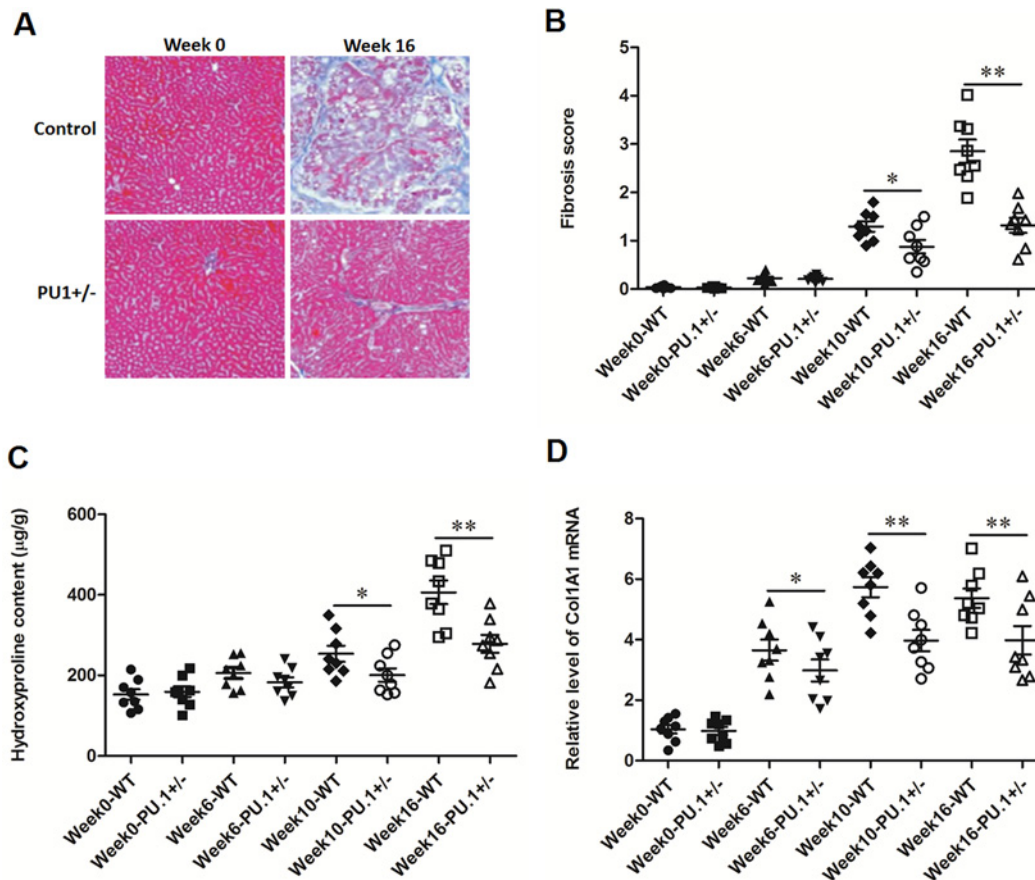 A
Week 0
Week 16
Control
PU1+/-
B
Fibrosis score
5
4
3
2
1
0
*
**
Week0-WT
Week0-PU.1+/-
Week6-WT
Week6-PU.1+/-
Week10-WT
Week10-PU.1+/-
Week16-WT
Week16-PU.1+/-
C
Hydroxyproline content (µg/g)
600
400
200
0
*
**
Week0-WT
Week0-PU.1+/-
Week6-WT
Week6-PU.1+/-
Week10-WT
Week10-PU.1+/-
Week16-WT
Week16-PU.1+/-
D
Relative level of Col1A1 mRNA
8
6
4
2
0
*
**
**
Week0-WT
Week0-PU.1+/-
Week6-WT
Week6-PU.1+/-
Week10-WT
Week10-PU.1+/-
Week16-WT
Week16-PU.1+/-